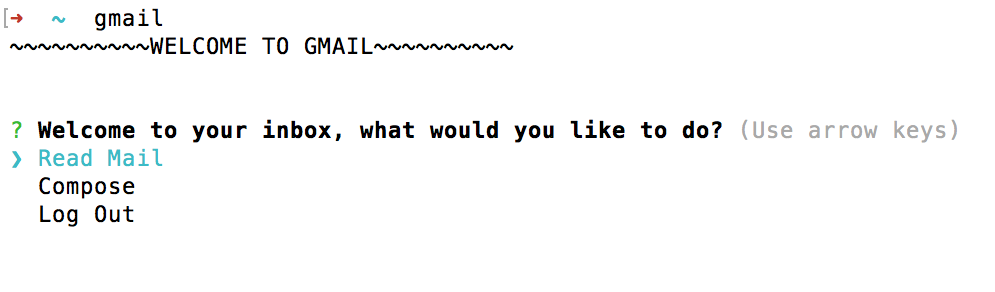 [➜  ~  gmail
~~~~~~~~~~WELCOME TO GMAIL~~~~~~~~~~
? Welcome to your inbox, what would you like to do? (Use arrow keys)
❯ Read Mail
Compose
Log Out